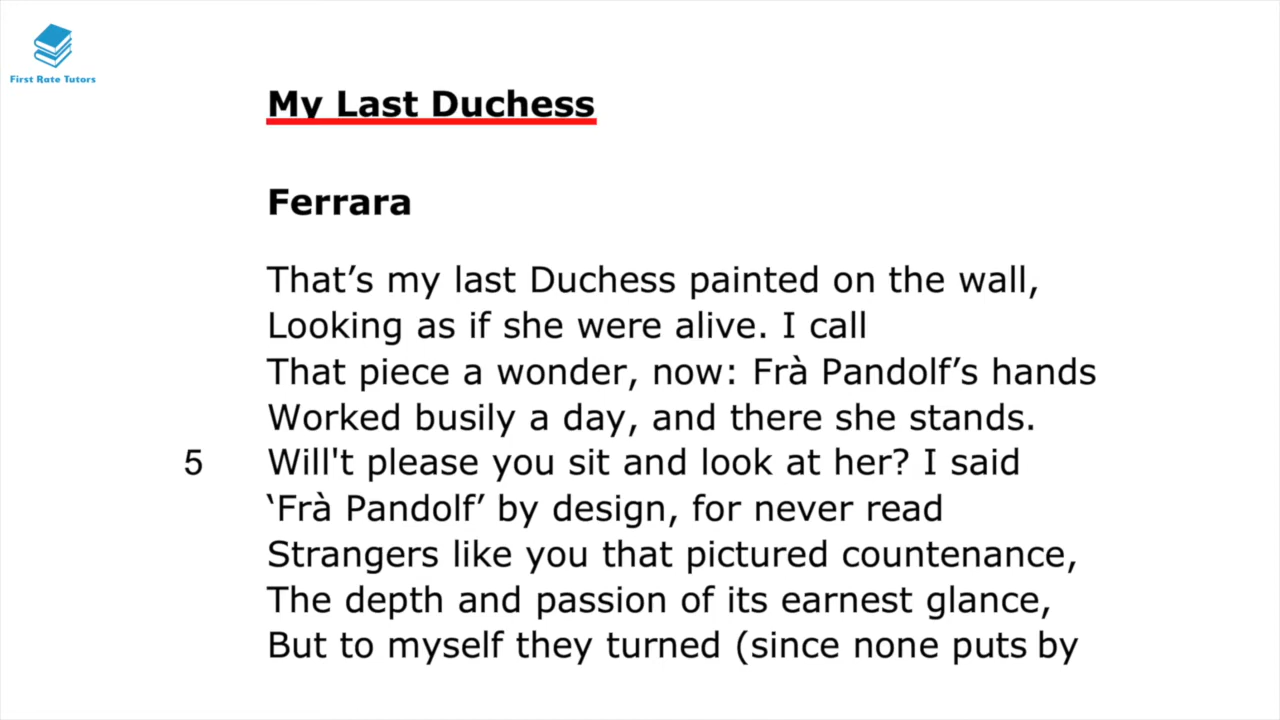 First Rate Tutors
My Last Duchess
Ferrara
That’s my last Duchess painted on the wall,
Looking as if she were alive. I call
That piece a wonder, now: Frà Pandolf’s hands
Worked busily a day, and there she stands.
5 Will't please you sit and look at her? I said
‘Frà Pandolf’ by design, for never read
Strangers like you that pictured countenance,
The depth and passion of its earnest glance,
But to myself they turned (since none puts by